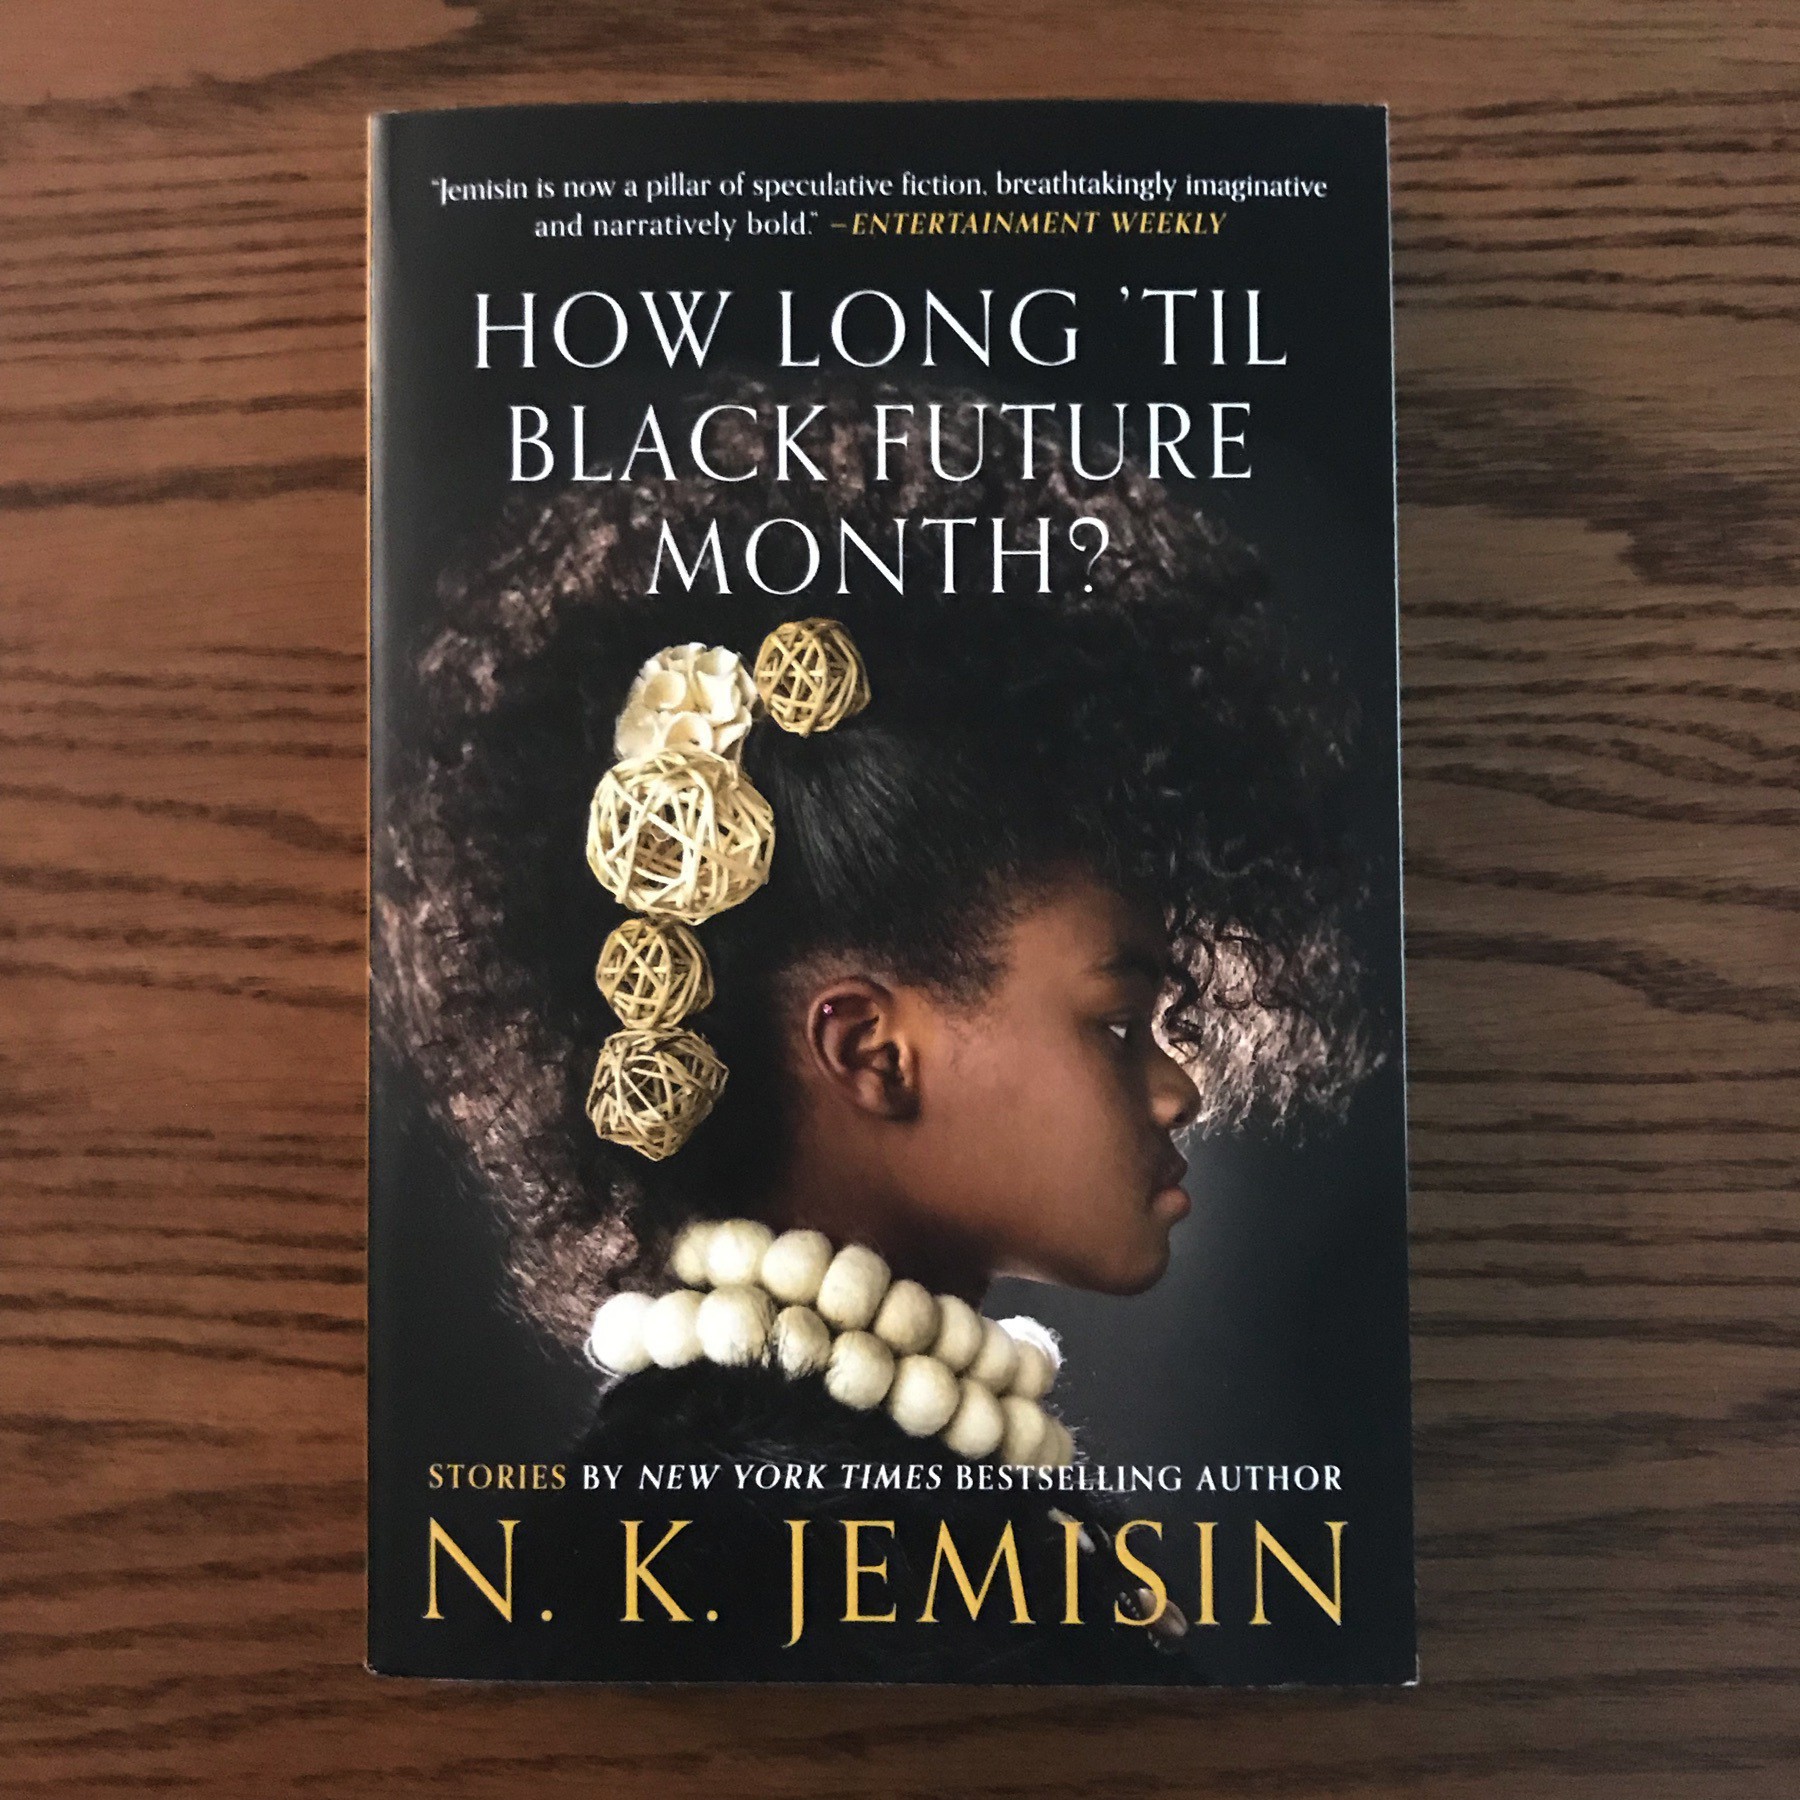 "Jemisin is now a pillar of speculative fiction, breathtakingly imaginative
and narratively bold." –ENTERTAINMENT WEEKLY
HOW LONG 'TIL
BLACK FUTURE
MONTH?
STORIES BY NEW YORK TIMES BESTSELLING AUTHOR
N. K. JEMISIN